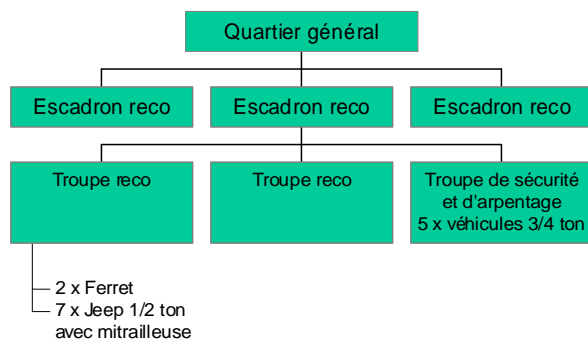 Quartier général
Escadron reco
Escadron reco
Escadron reco
Troupe reco
Troupe reco
Troupe de sécurité
et d'arpentage
5 x véhicules 3/4 ton
2 x Ferret
7 x Jeep 1/2 ton
avec mitrailleuse